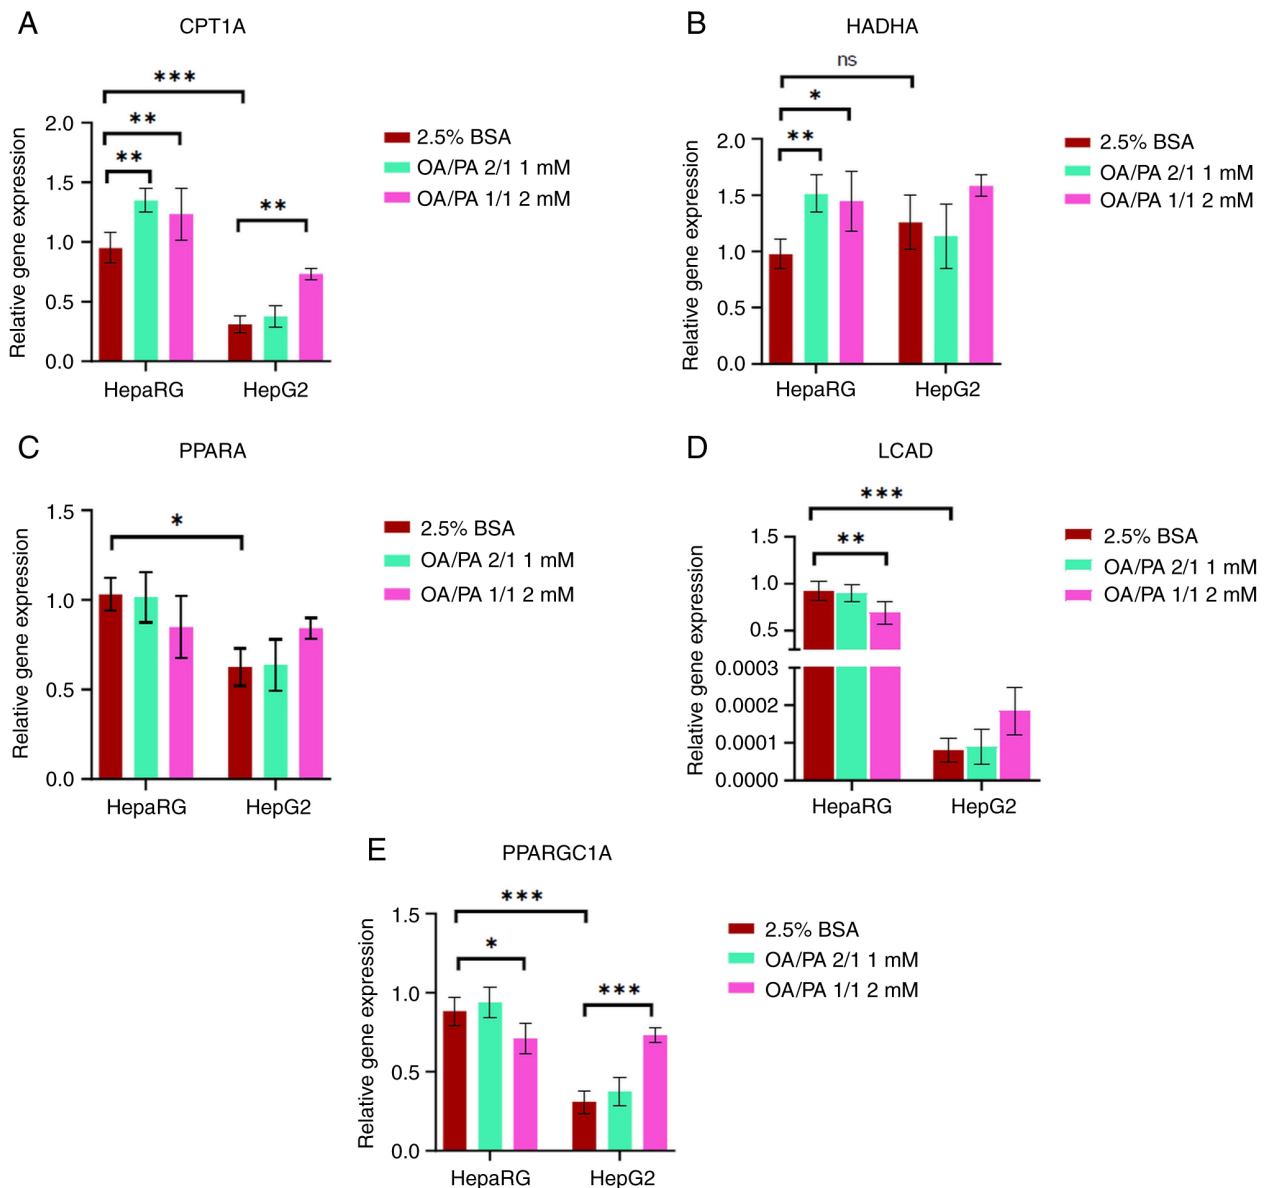 A
CPT1A
***
**
**
**
2.0
1.5
1.0
0.5
0.0
Relative gene expression
HepaRG
HepG2
2.5% BSA
OA/PA 2/1 1 mM
OA/PA 1/1 2 mM
B
HADHA
ns
*
**
2.0
1.5
1.0
0.5
0.0
Relative gene expression
HepaRG
HepG2
2.5% BSA
OA/PA 2/1 1 mM
OA/PA 1/1 2 mM
C
PPARA
*
1.5
1.0
0.5
0.0
Relative gene expression
HepaRG
HepG2
2.5% BSA
OA/PA 2/1 1 mM
OA/PA 1/1 2 mM
D
LCAD
***
**
1.5
1.0
0.5
0.0003
0.0002
0.0001
0.0000
Relative gene expression
HepaRG
HepG2
2.5% BSA
OA/PA 2/1 1 mM
OA/PA 1/1 2 mM
E
PPARGC1A
***
*
***
1.5
1.0
0.5
0.0
Relative gene expression
HepaRG
HepG2
2.5% BSA
OA/PA 2/1 1 mM
OA/PA 1/1 2 mM